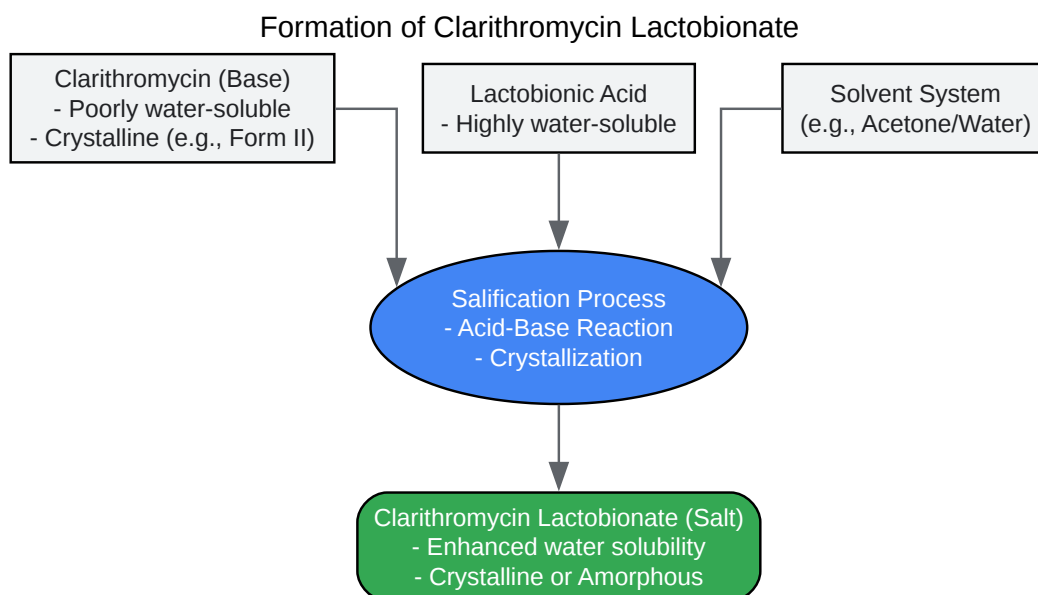 Formation of Clarithromycin Lactobionate
Clarithromycin (Base)
- Poorly water-soluble
- Crystalline (e.g., Form II)
Lactobionic Acid
- Highly water-soluble
Solvent System
(e.g., Acetone/Water)
Salification Process
- Acid-Base Reaction
- Crystallization
Clarithromycin Lactobionate (Salt)
- Enhanced water solubility
- Crystalline or Amorphous